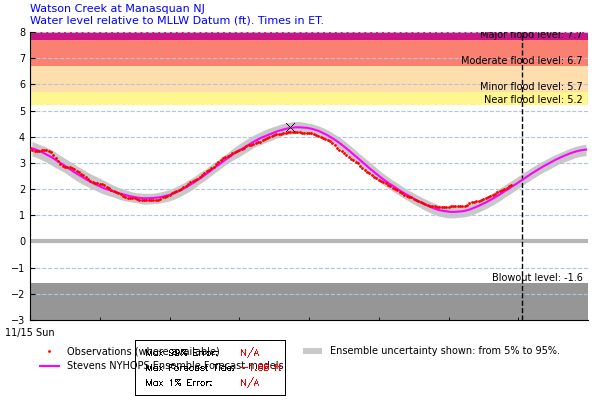 Watson Creek at Manasquan NJ
Water level relative to MLLW Datum (ft). Times in ET.
8
Major flood level: 7.7
7
Moderate flood level: 6.7
6
Minor flood level: 5.7
Near flood level: 5.2
5
4
3
2
1
0
−1
Blowout level: -1.6
−2
−3
11/15 Sun
Observations (where available)
Stevens NYHOPS Ensemble Forecast models
Ensemble uncertainty shown: from 5% to 95%.
Error: N/A
Max Forecast Tide: ft
Max 1% Error: N/A